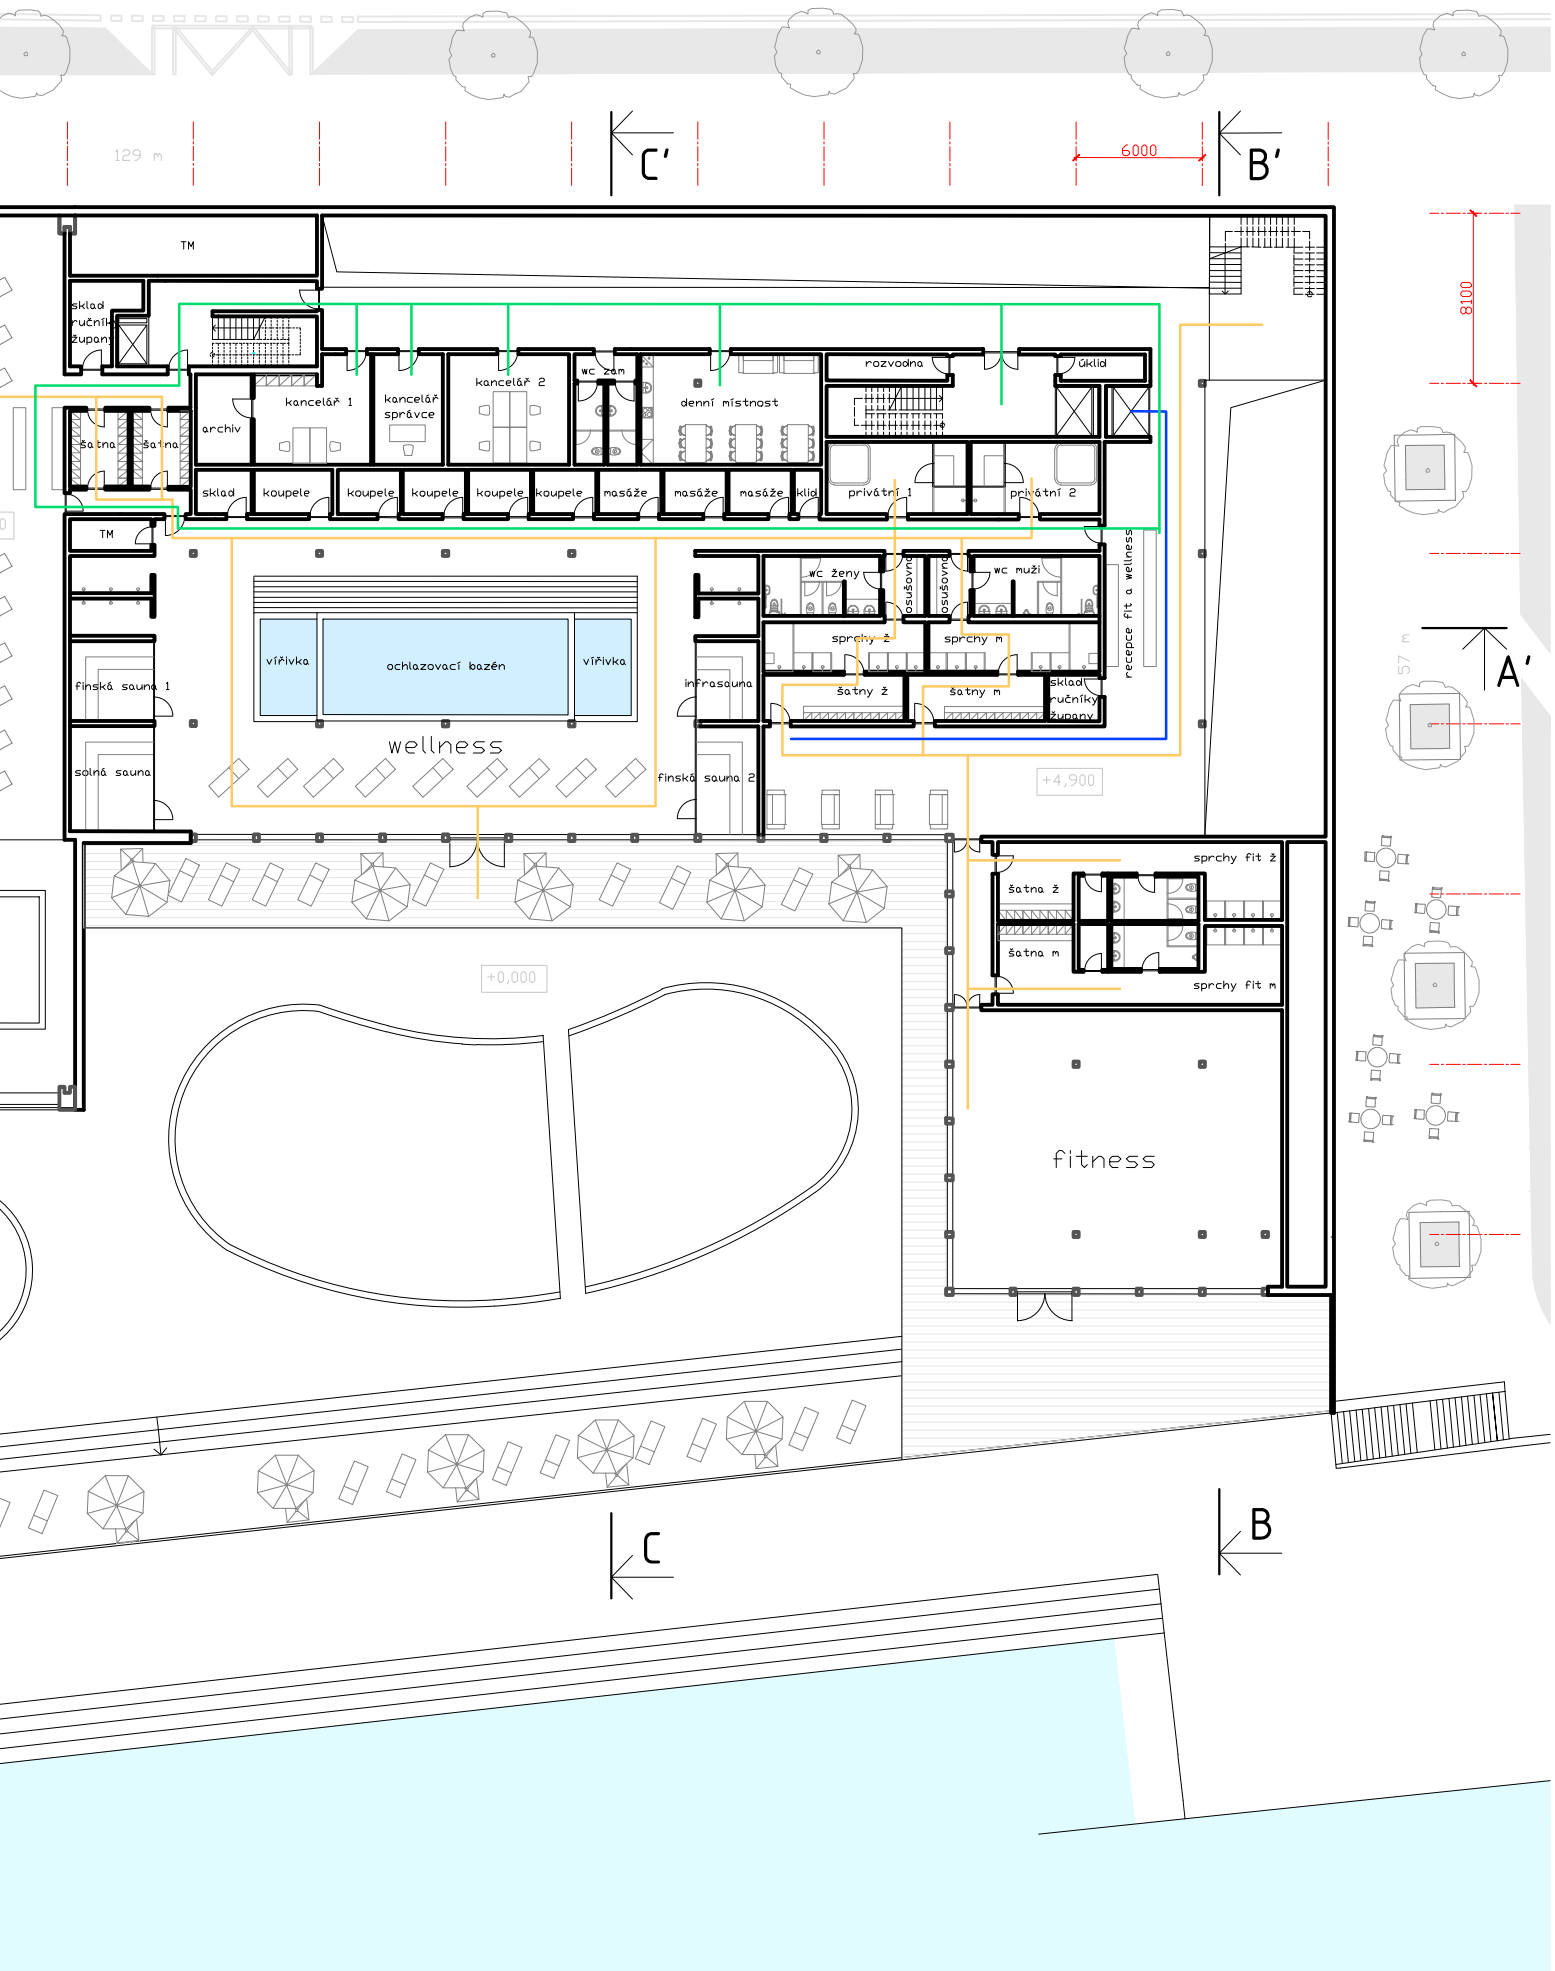 129 m
C'
6000
B'
TM
sklad
ručníky
župany
8100
wc zam
kancelář 2
rozvodna
úklid
kancelář 1
kancelář
správce
denní místnost
archiv
šatna
šatna
sklad
koupele
koupele
koupele
koupele
koupele
masáže
masáže
masáže
klid
privátní 1
privátní 2
TM
wc ženy
osušovna
osušovna
wc muži
recepce fit a wellness
sprchy ž
sprchy m
57 m
A'
vířivka
ochlazovací bazén
vířivka
finská sauna 1
infrasauna
šatny ž
šatny m
sklad
ručníky
župany
wellness
solná sauna
finská sauna 2
+4,900
sprchy fit ž
šatna ž
šatna m
+0,000
sprchy fit m
fitness
C
B